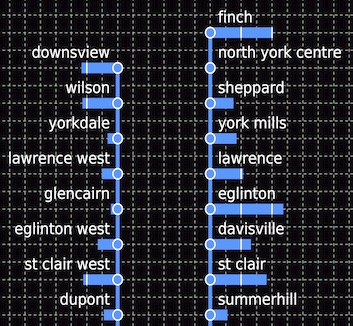 finch
downsview
north york centre
wilson
sheppard
yorkdale
york mills
lawrence west
lawrence
glencairn
eglinton
eglinton west
davisville
st clair west
st clair
dupont
summerhill